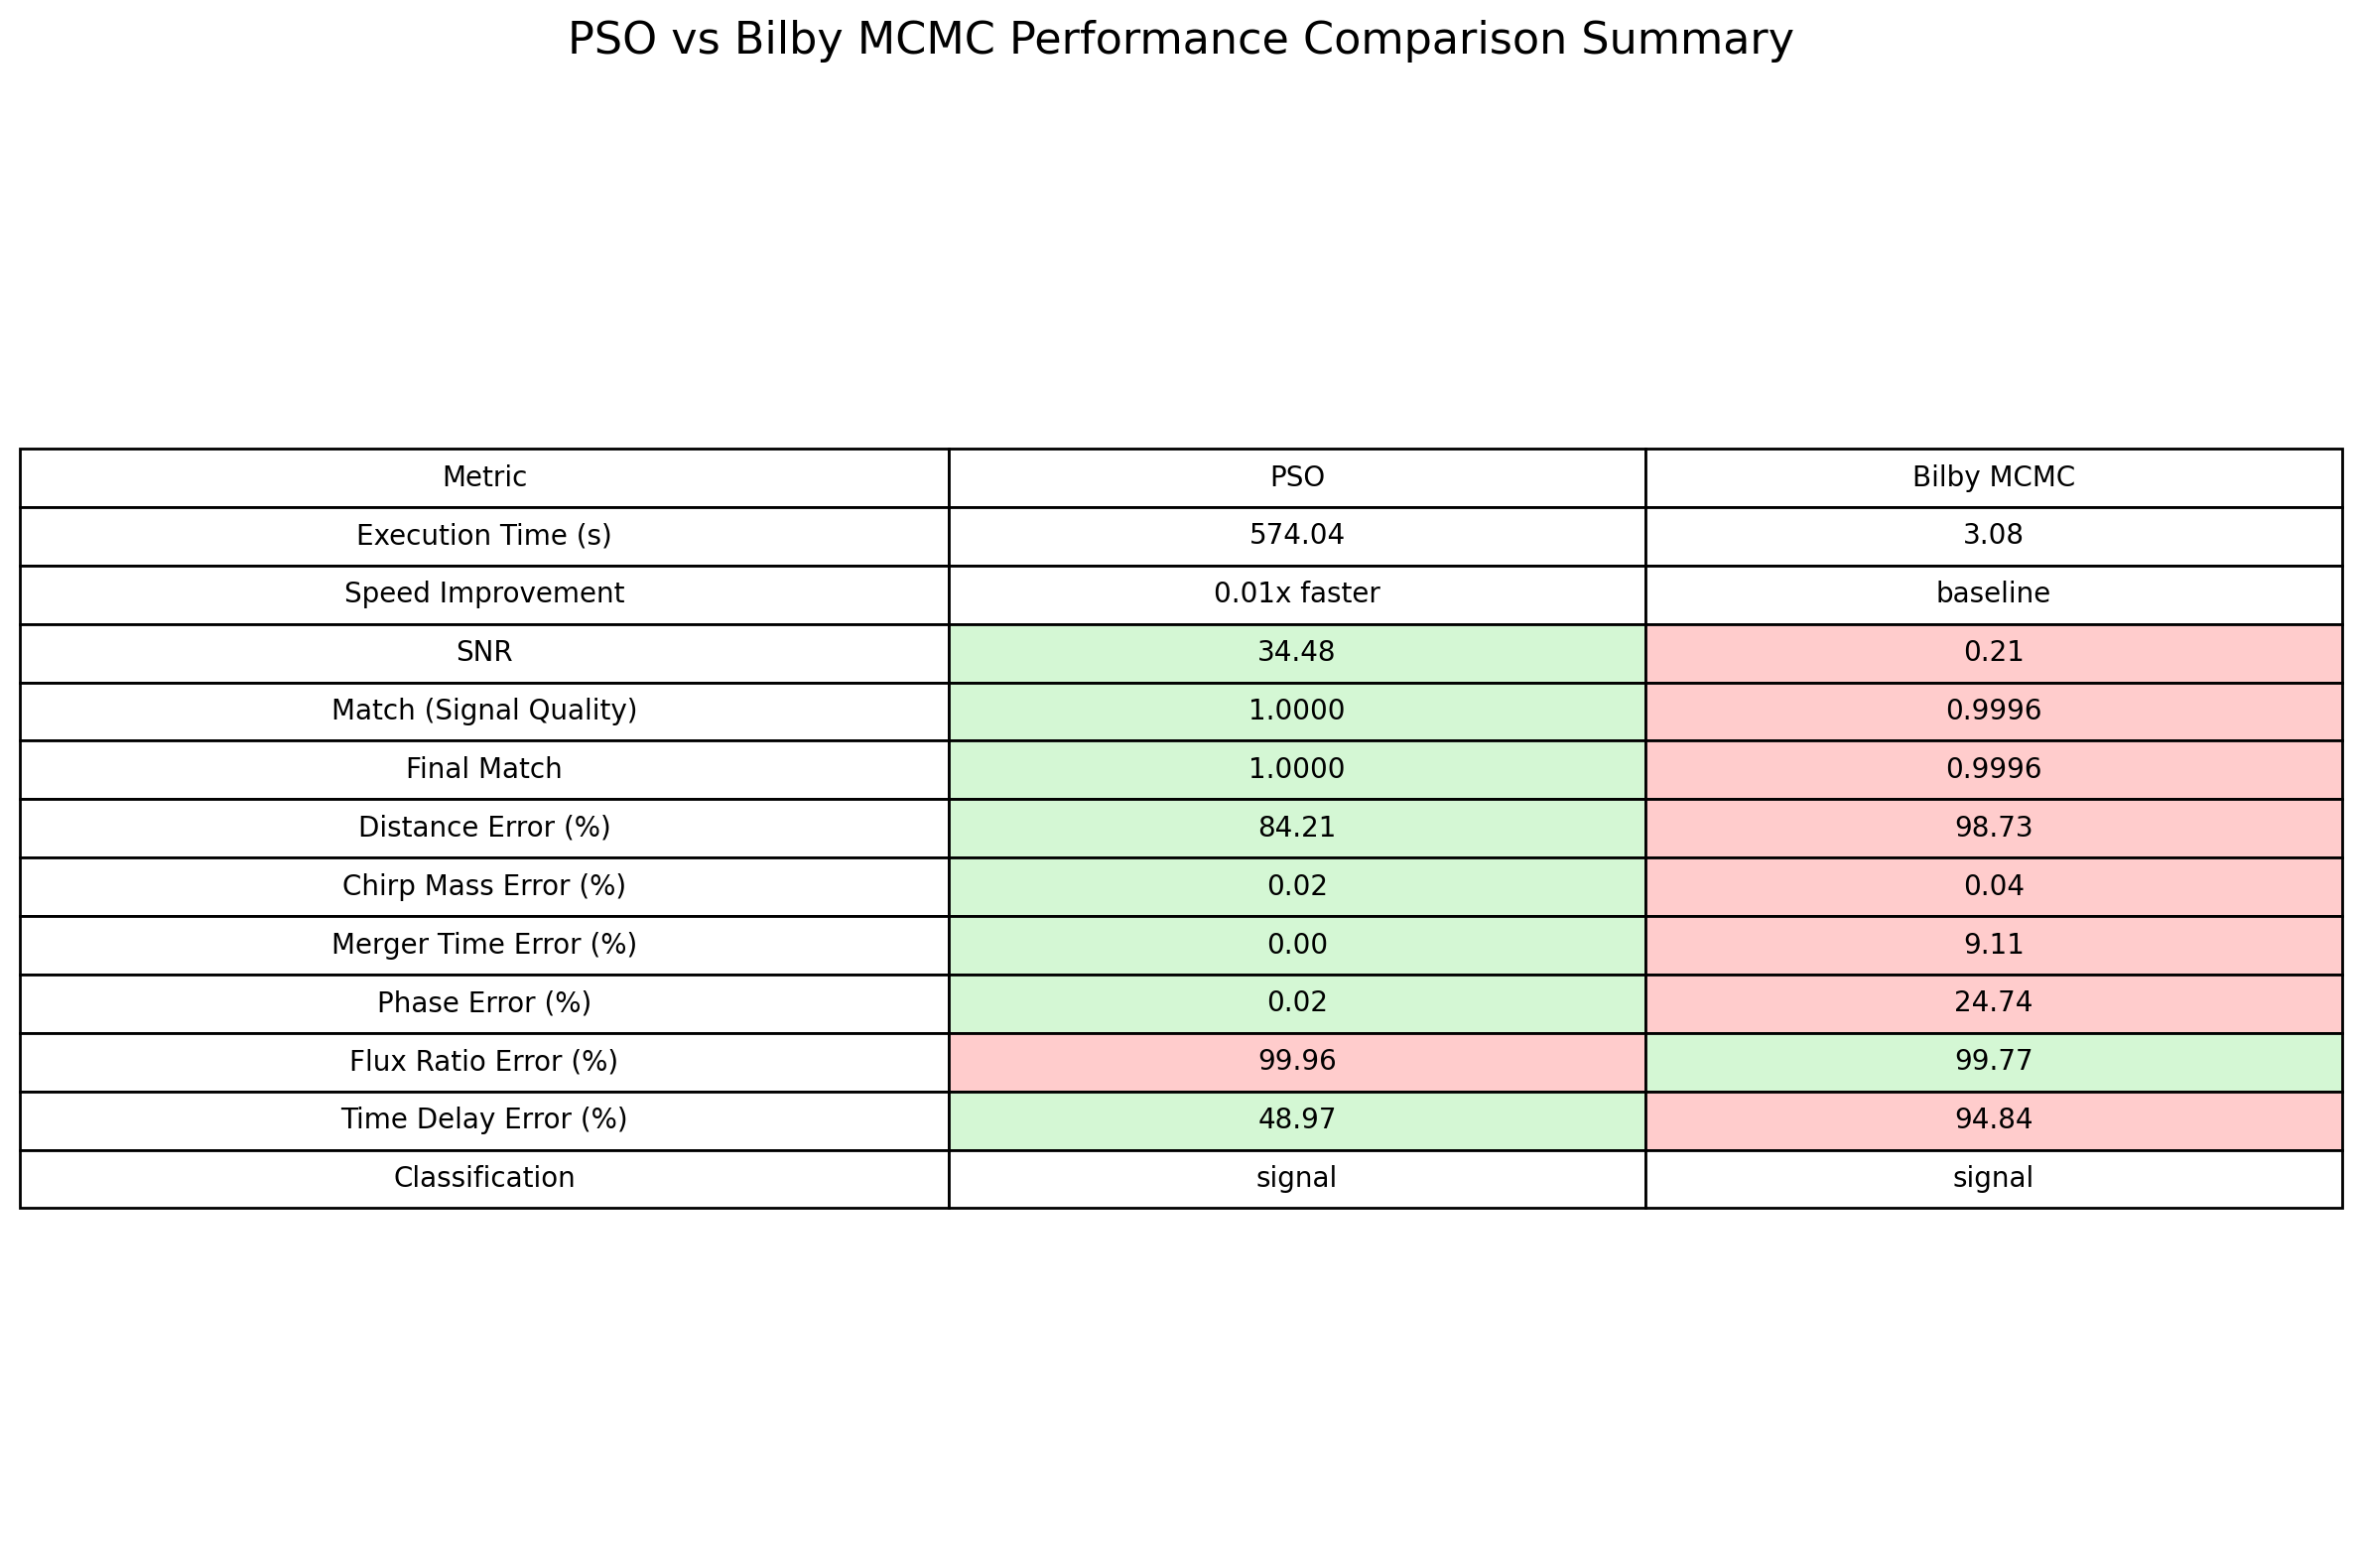 PSO vs Bilby MCMC Performance Comparison Summary
Metric PSO Bilby MCMC
Execution Time (s) 574.04 3.08
Speed Improvement 0.01x faster baseline
SNR 34.48 0.21
Match (Signal Quality) 1.0000 0.9996
Final Match 1.0000 0.9996
Distance Error (%) 84.21 98.73
Chirp Mass Error (%) 0.02 0.04
Merger Time Error (%) 0.00 9.11
Phase Error (%) 0.02 24.74
Flux Ratio Error (%) 99.96 99.77
Time Delay Error (%) 48.97 94.84
Classification signal signal